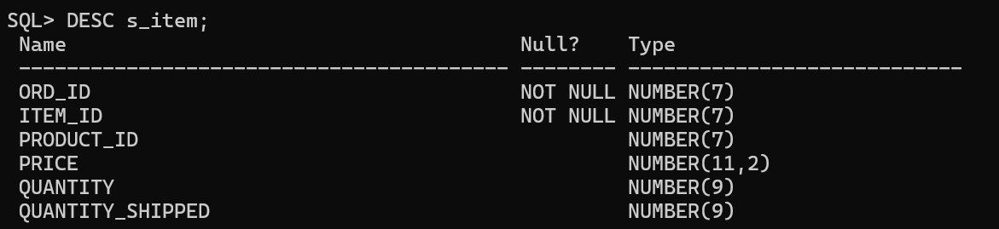 SQL> DESC s_item;
Name Null? Type
----------------------------------------- -------- ----------------------------
ORD_ID NOT NULL NUMBER(7)
ITEM_ID NOT NULL NUMBER(7)
PRODUCT_ID NUMBER(7)
PRICE NUMBER(11,2)
QUANTITY NUMBER(9)
QUANTITY_SHIPPED NUMBER(9)